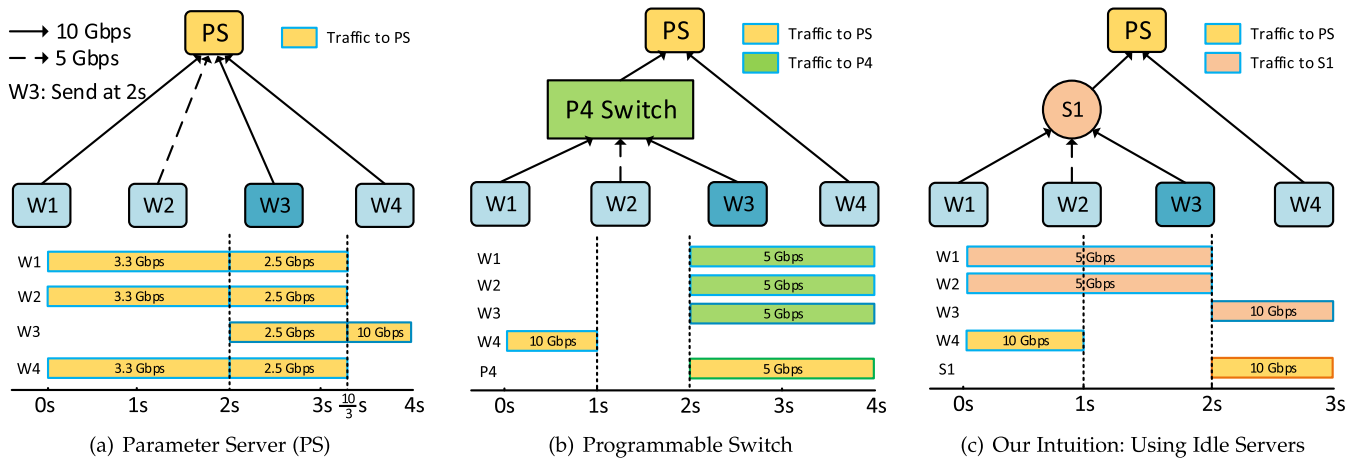 10 Gbps
5 Gbps
W3: Send at 2s
PS
Traffic to PS
W1
W2
W3
W4
W1
3.3 Gbps
2.5 Gbps
W2
3.3 Gbps
2.5 Gbps
W3
2.5 Gbps
10 Gbps
W4
3.3 Gbps
2.5 Gbps
0s
1s
2s
3s
10/3 s
4s
(a) Parameter Server (PS)
PS
Traffic to PS
Traffic to P4
P4 Switch
W1
W2
W3
W4
W1
5 Gbps
W2
5 Gbps
W3
5 Gbps
W4
10 Gbps
P4
5 Gbps
0s
1s
2s
3s
4s
(b) Programmable Switch
PS
Traffic to PS
Traffic to S1
S1
W1
W2
W3
W4
W1
5 Gbps
W2
5 Gbps
W3
10 Gbps
W4
10 Gbps
S1
10 Gbps
0s
1s
2s
3s
(c) Our Intuition: Using Idle Servers